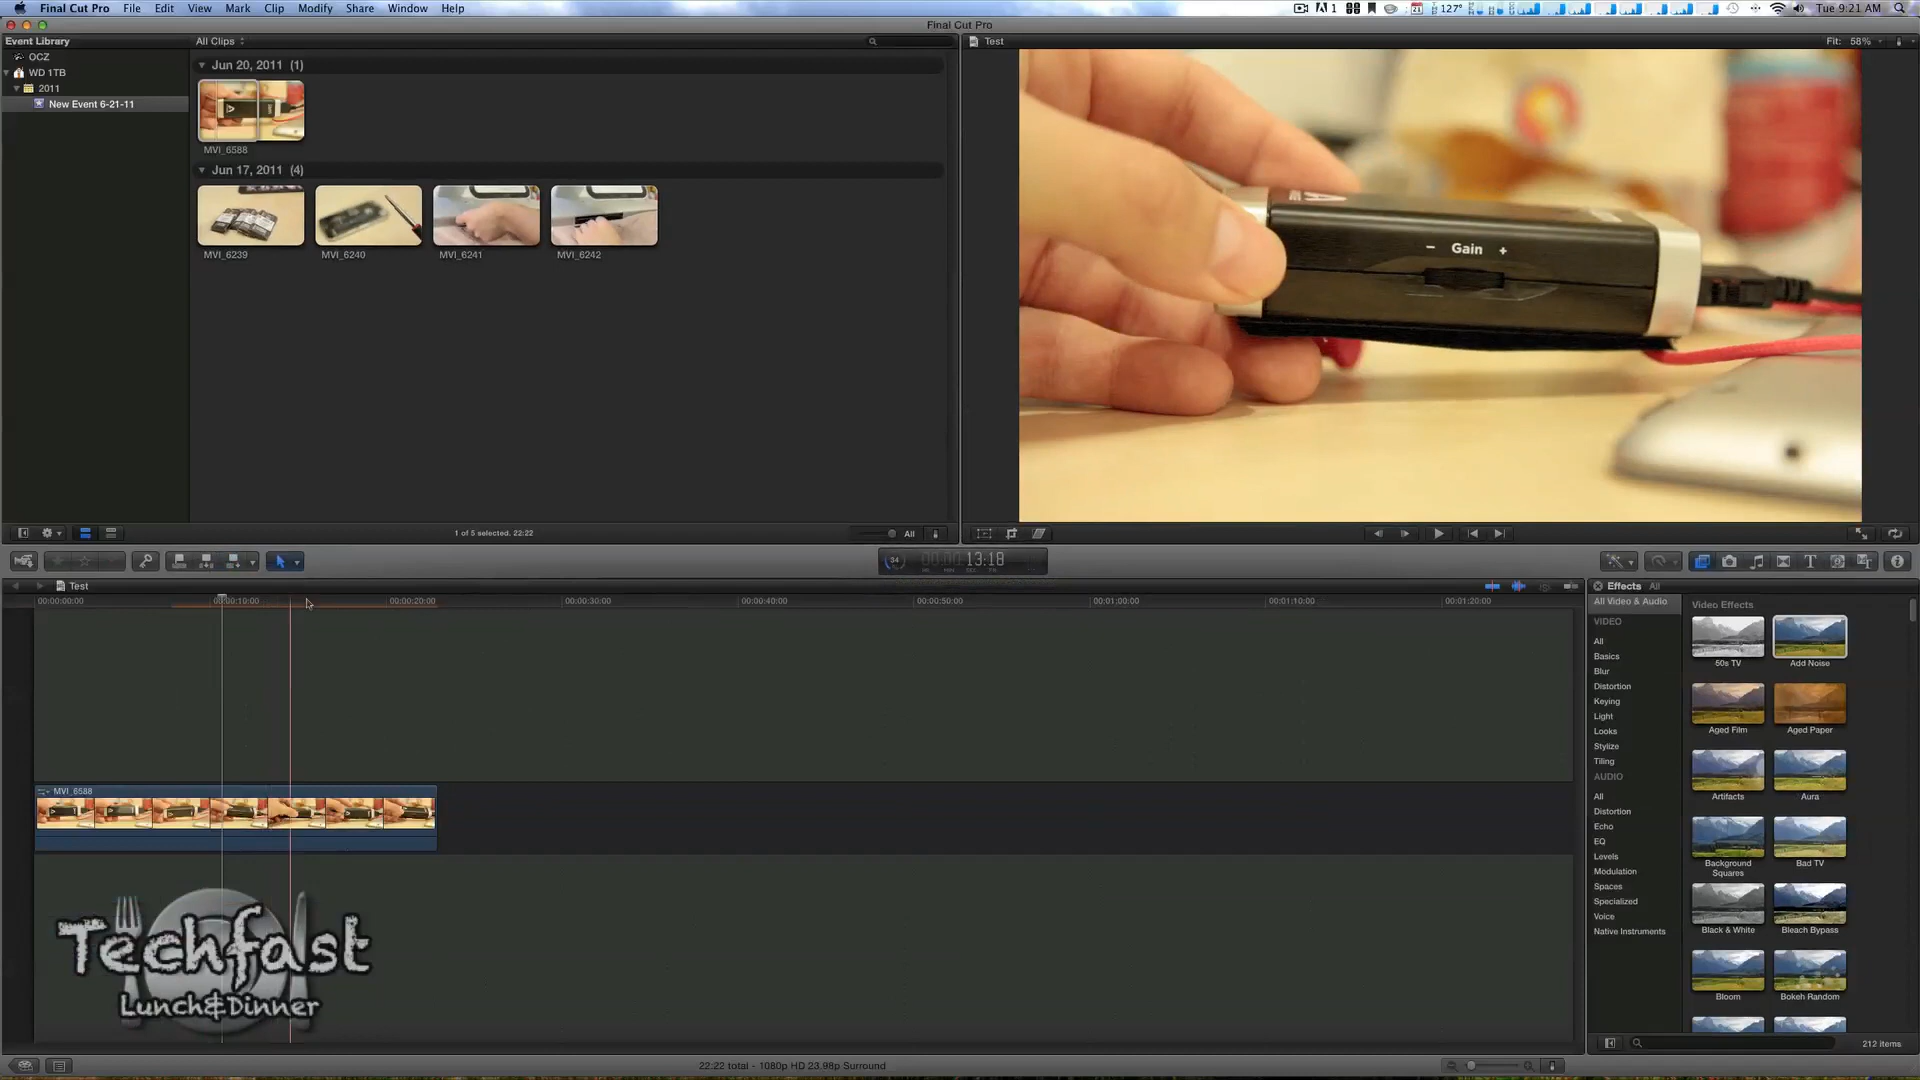 Final Cut Pro File Edit View Mark Clip Modify Share Window Help
1 127° Tue 9:21 AM
Final Cut Pro
Event Library
All Clips
Test
Fit: 58%
OCZ
WD 1TB
2011
New Event 6-21-11
Jun 20, 2011 (1)
MVI_6588
Jun 17, 2011 (4)
MVI_6239 MVI_6240 MVI_6241 MVI_6242
− Gain +
1 of 5 selected, 22:22
All
13:18
Test
00:00:00:00 00:00:10:00 00:00:20:00 00:00:30:00 00:00:40:00 00:00:50:00 00:01:00:00 00:01:10:00 00:01:20:00
MVI_6588
Techfast
Lunch&Dinner
22:22 total - 1080p HD 23.98p Surround
Effects All
All Video & Audio
VIDEO
All
Basics
Blur
Distortion
Keying
Light
Looks
Stylize
Tiling
AUDIO
All
Distortion
Echo
EQ
Levels
Modulation
Spaces
Specialized
Voice
Native Instruments
Video Effects
50s TV Add Noise
Aged Film Aged Paper
Artifacts Aura
Background
Squares
Bad TV
Black & White Bleach Bypass
Bloom Bokeh Random
212 items